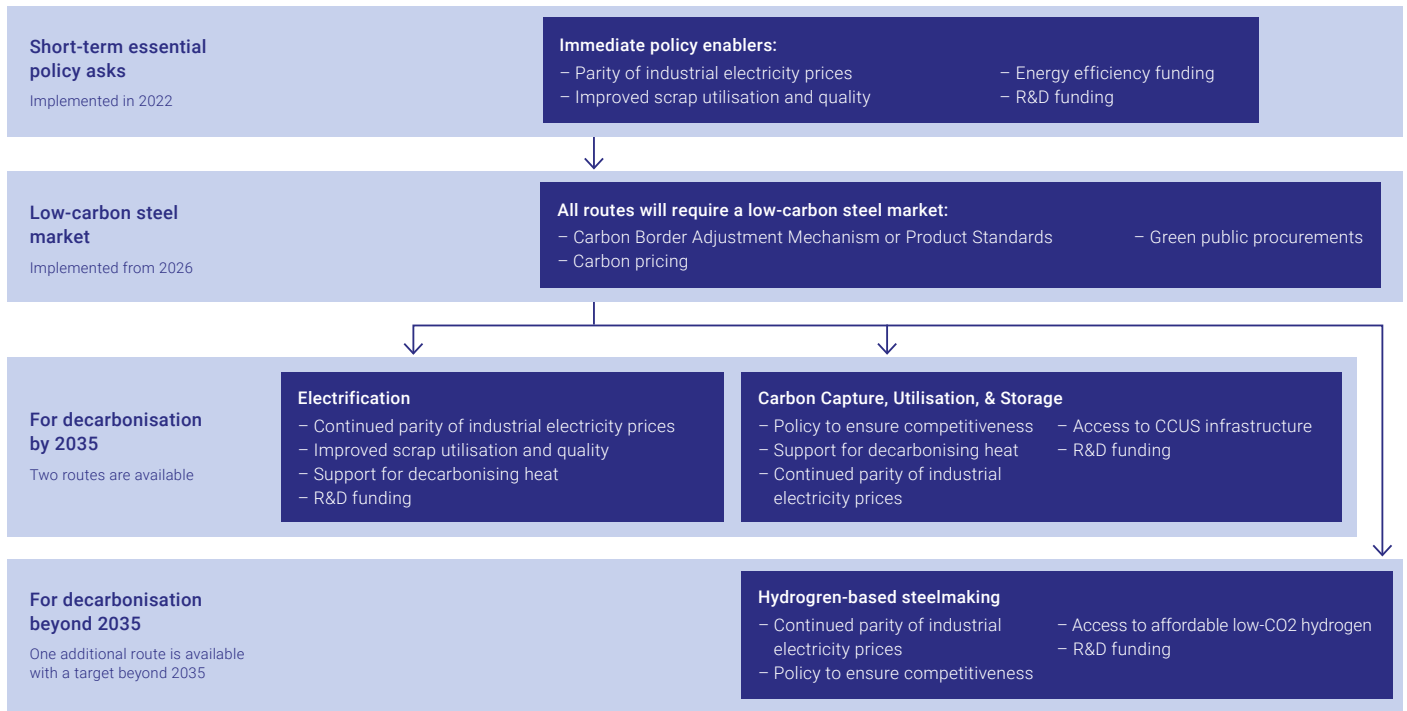 Short-term essential
policy asks
Implemented in 2022
Immediate policy enablers:
– Parity of industrial electricity prices
– Improved scrap utilisation and quality
– Energy efficiency funding
– R&D funding
Low-carbon steel
market
Implemented from 2026
All routes will require a low-carbon steel market:
– Carbon Border Adjustment Mechanism or Product Standards
– Carbon pricing
– Green public procurements
For decarbonisation
by 2035
Two routes are available
Electrification
– Continued parity of industrial electricity prices
– Improved scrap utilisation and quality
– Support for decarbonising heat
– R&D funding
Carbon Capture, Utilisation, & Storage
– Policy to ensure competitiveness
– Support for decarbonising heat
– Continued parity of industrial
electricity prices
– Access to CCUS infrastructure
– R&D funding
For decarbonisation
beyond 2035
One additional route is available
with a target beyond 2035
Hydrogren-based steelmaking
– Continued parity of industrial
electricity prices
– Policy to ensure competitiveness
– Access to affordable low-CO2 hydrogen
– R&D funding